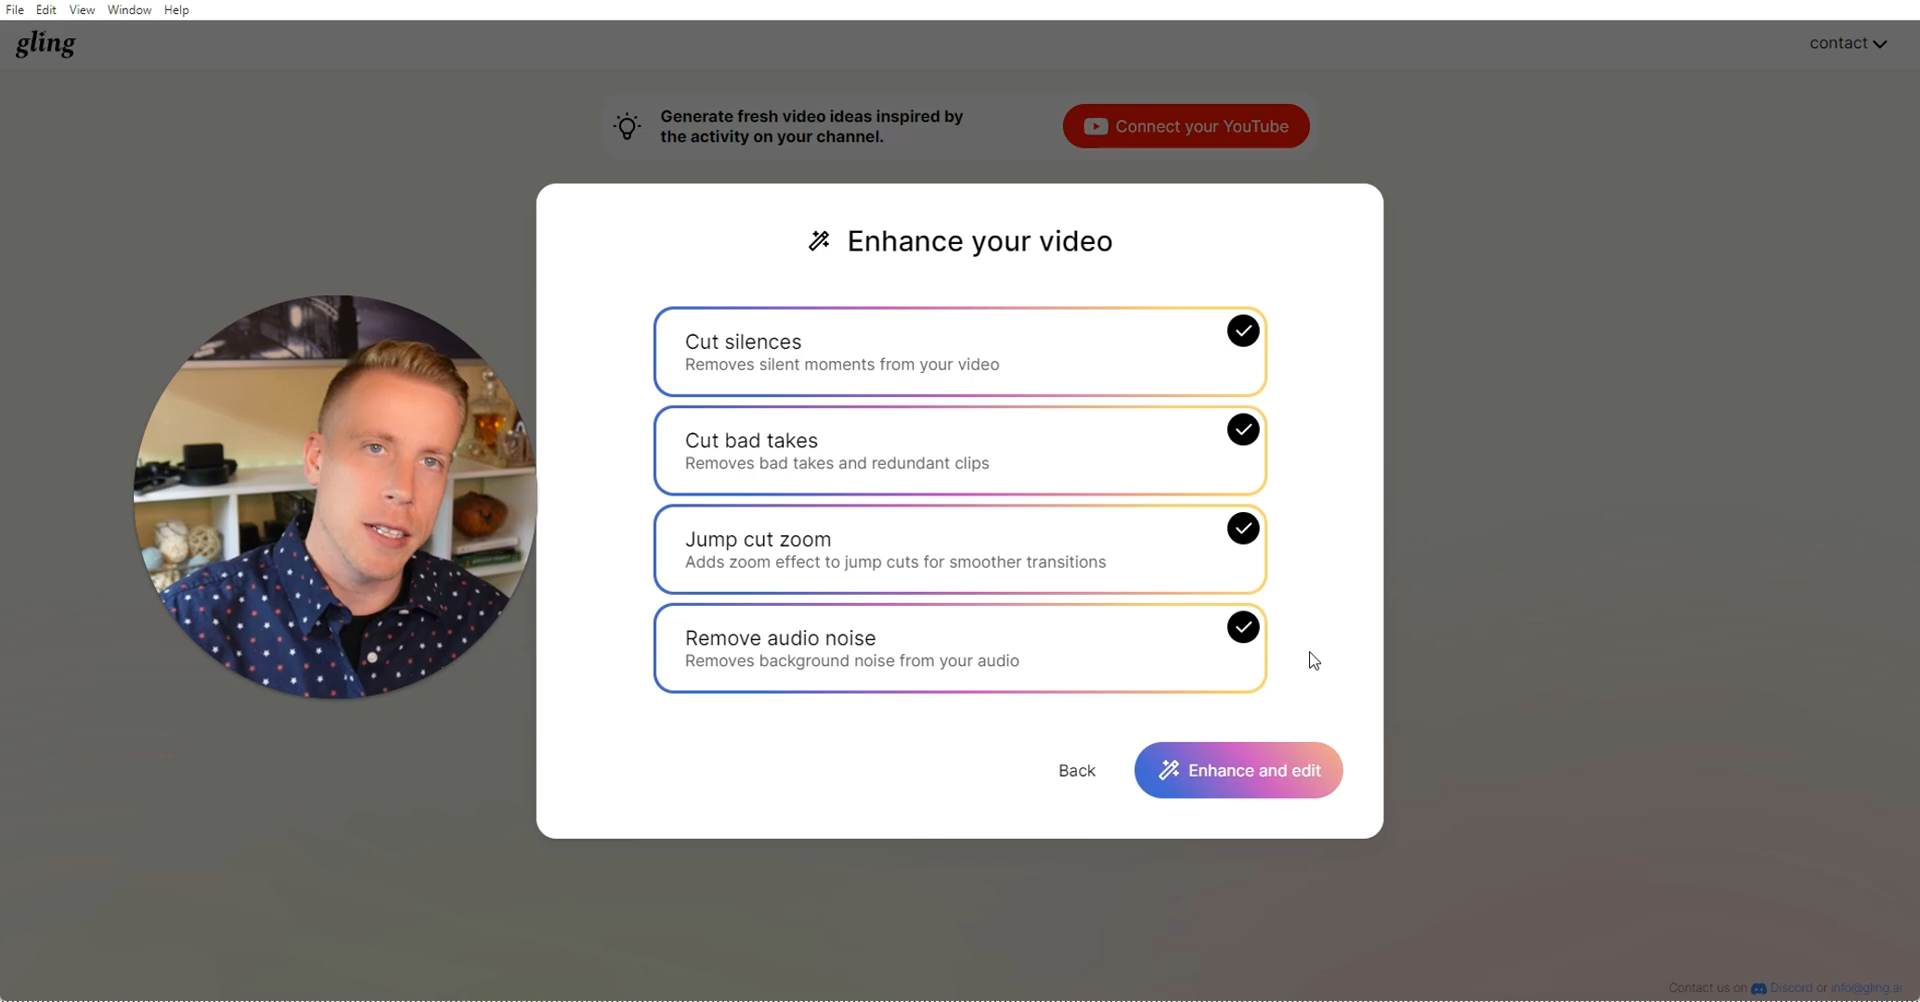 File Edit View Window Help
gling
contact
Generate fresh video ideas inspired by
the activity on your channel.
Connect your YouTube
Enhance your video
Cut silences
Removes silent moments from your video
Cut bad takes
Removes bad takes and redundant clips
Jump cut zoom
Adds zoom effect to jump cuts for smoother transitions
Remove audio noise
Removes background noise from your audio
Back
Enhance and edit
Contact us on Discord or info@gling.ai